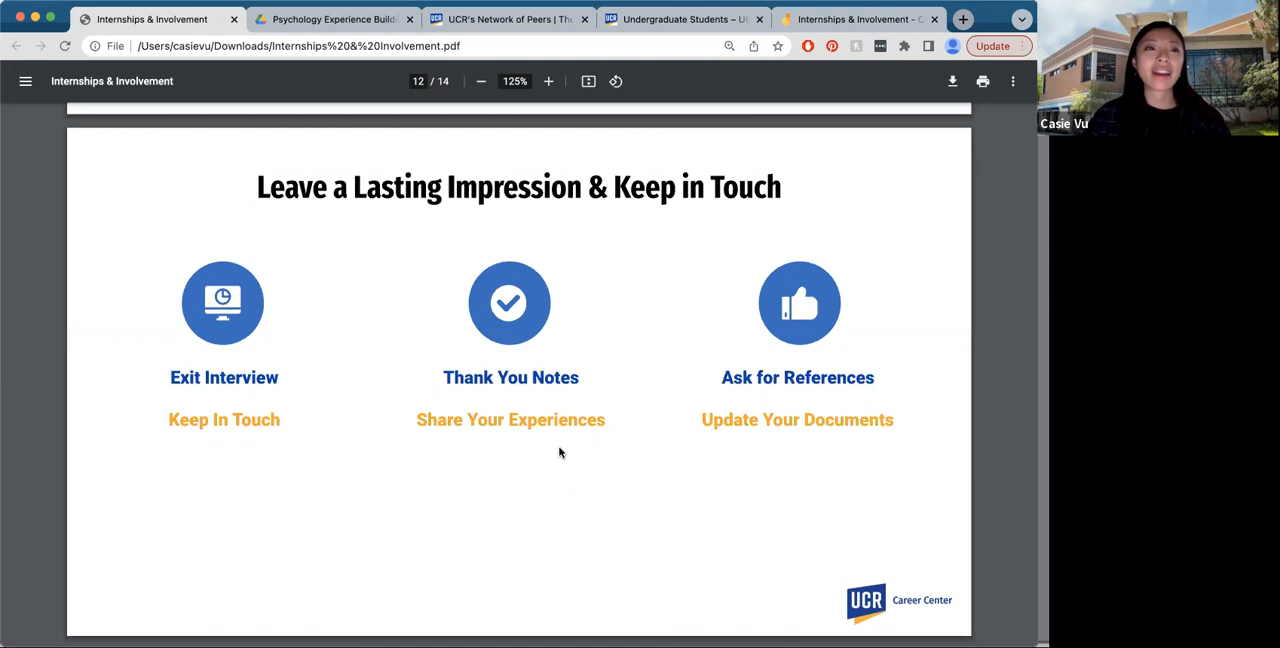 Internships & Involvement
Psychology Experience Build
UCR's Network of Peers | Th
Undergraduate Students – U
Internships & Involvement -
File
/Users/casievu/Downloads/Internships%20&%20Involvement.pdf
Update
Internships & Involvement
12 / 14
125%
Casie Vu
Leave a Lasting Impression & Keep in Touch
Exit Interview
Thank You Notes
Ask for References
Keep In Touch
Share Your Experiences
Update Your Documents
UCR Career Center